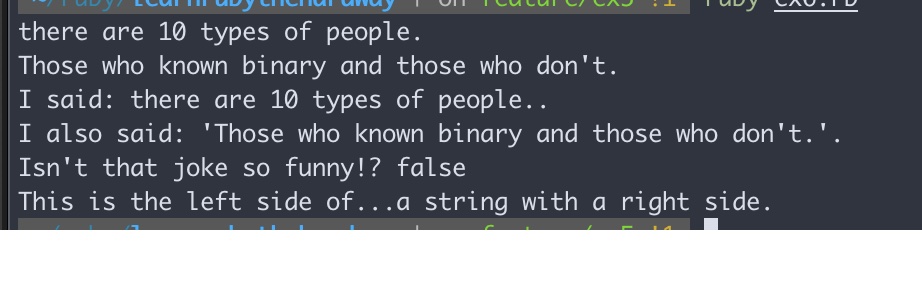 ~/ruby/learnrubythehardway | on feature/ex5 !1 ruby ex6.rb
there are 10 types of people.
Those who known binary and those who don't.
I said: there are 10 types of people..
I also said: 'Those who known binary and those who don't.'.
Isn't that joke so funny!? false
This is the left side of...a string with a right side.